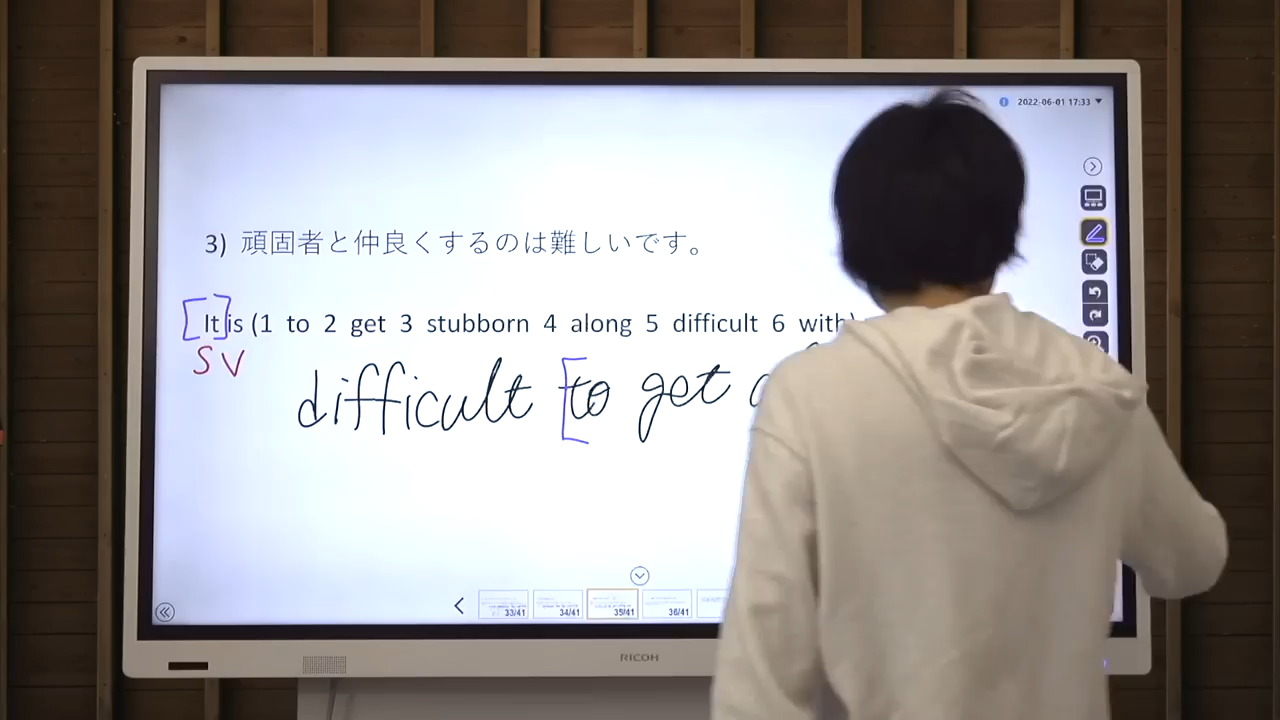 2022-06-01 17:33
3) 頑固者と仲良くするのは難しいです。
It is (1 to 2 get 3 stubborn 4 along 5 difficult 6 with)
S V
difficult to get
33/41 34/41 35/41 36/41
RICOH